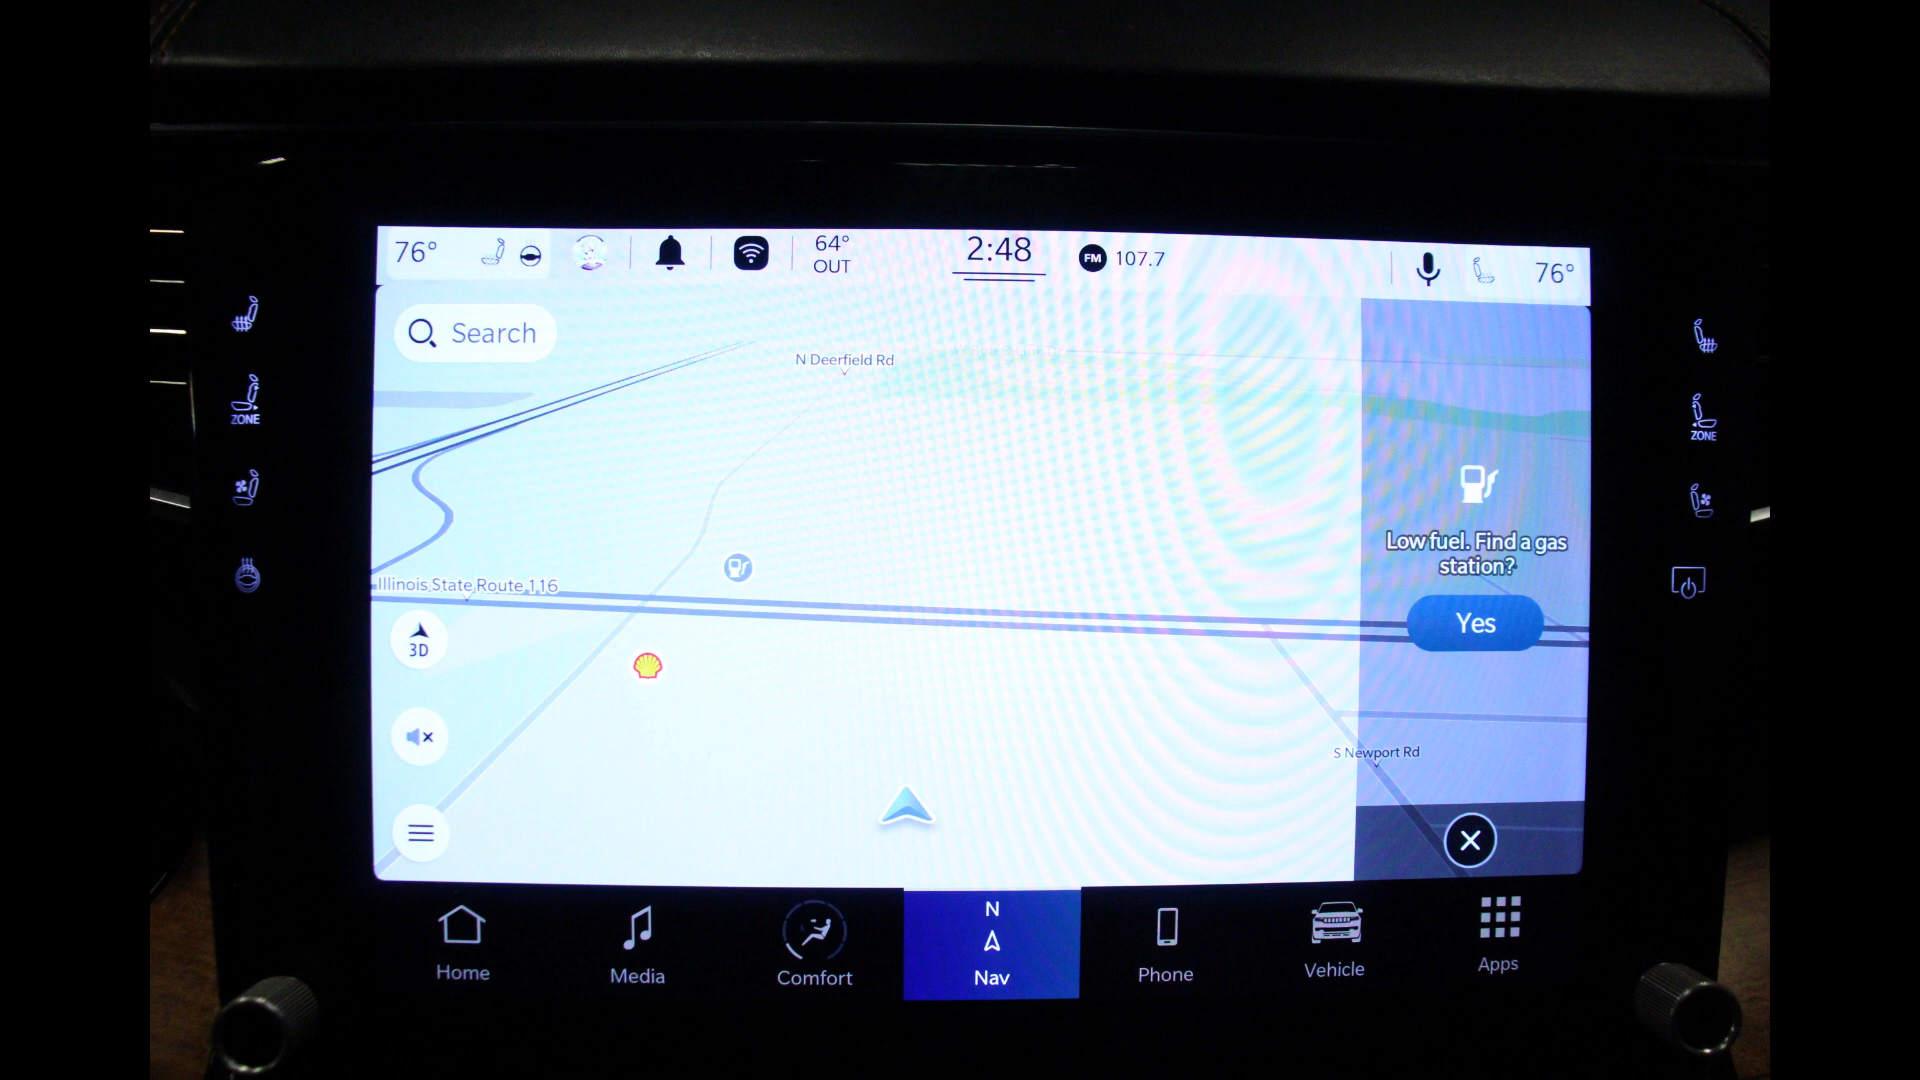 76°
64°
OUT
2:48
FM 107.7
76°
Search
N Deerfield Rd
ZONE
ZONE
Low fuel. Find a gas
station?
Illinois State Route 116
Yes
3D
S Newport Rd
N
Home
Media
Comfort
Nav
Phone
Vehicle
Apps